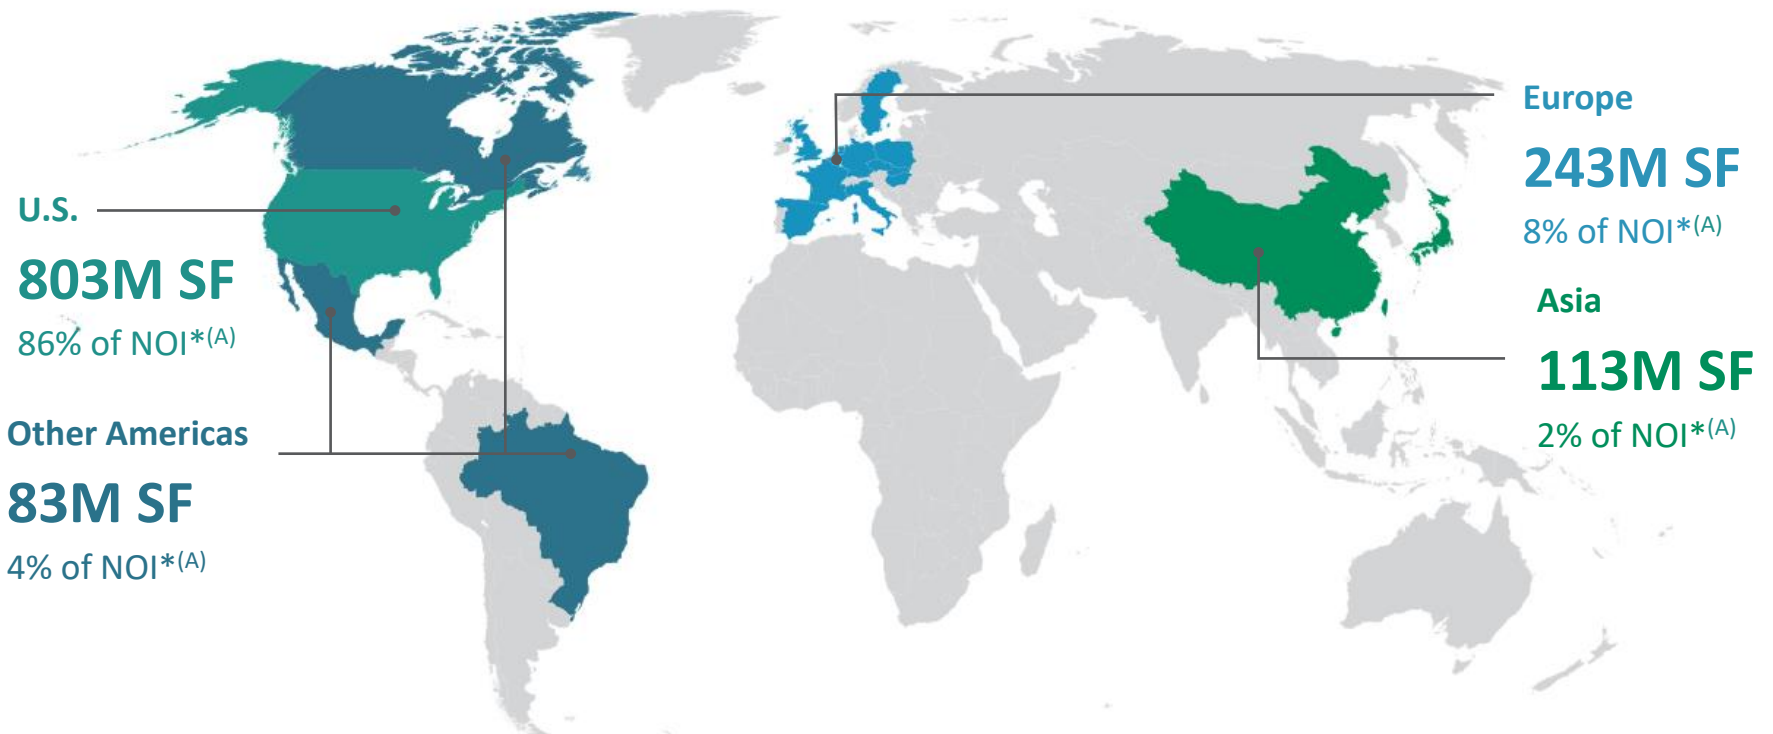 U.S.
803M SF
86% of NOI*(A)
Other Americas
83M SF
4% of NOI*(A)
Europe
243M SF
8% of NOI*(A)
Asia
113M SF
2% of NOI*(A)